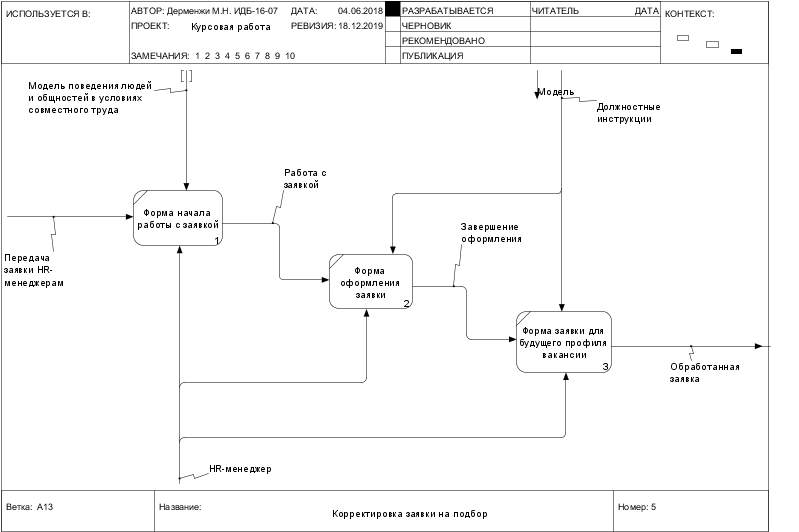 ИСПОЛЬЗУЕТСЯ В:
АВТОР: Дерменжи М.Н. ИДБ-16-07
ДАТА: 04.06.2018
ПРОЕКТ: Курсовая работа
РЕВИЗИЯ: 18.12.2019
ЗАМЕЧАНИЯ: 1 2 3 4 5 6 7 8 9 10
РАЗРАБАТЫВАЕТСЯ
ЧЕРНОВИК
РЕКОМЕНДОВАНО
ПУБЛИКАЦИЯ
ЧИТАТЕЛЬ
ДАТА
КОНТЕКСТ:
Модель поведения людей
и общностей в условиях
совместного труда
Модель
Должностные
инструкции
Работа с
заявкой
Форма начала
работы с заявкой
1
Завершение
оформления
Передача
заявки HR-
менеджерам
Форма
оформления
заявки
2
Форма заявки для
будущего профиля
вакансии
3
Обработанная
заявка
HR-менеджер
Ветка: A13
Название:
Корректировка заявки на подбор
Номер: 5